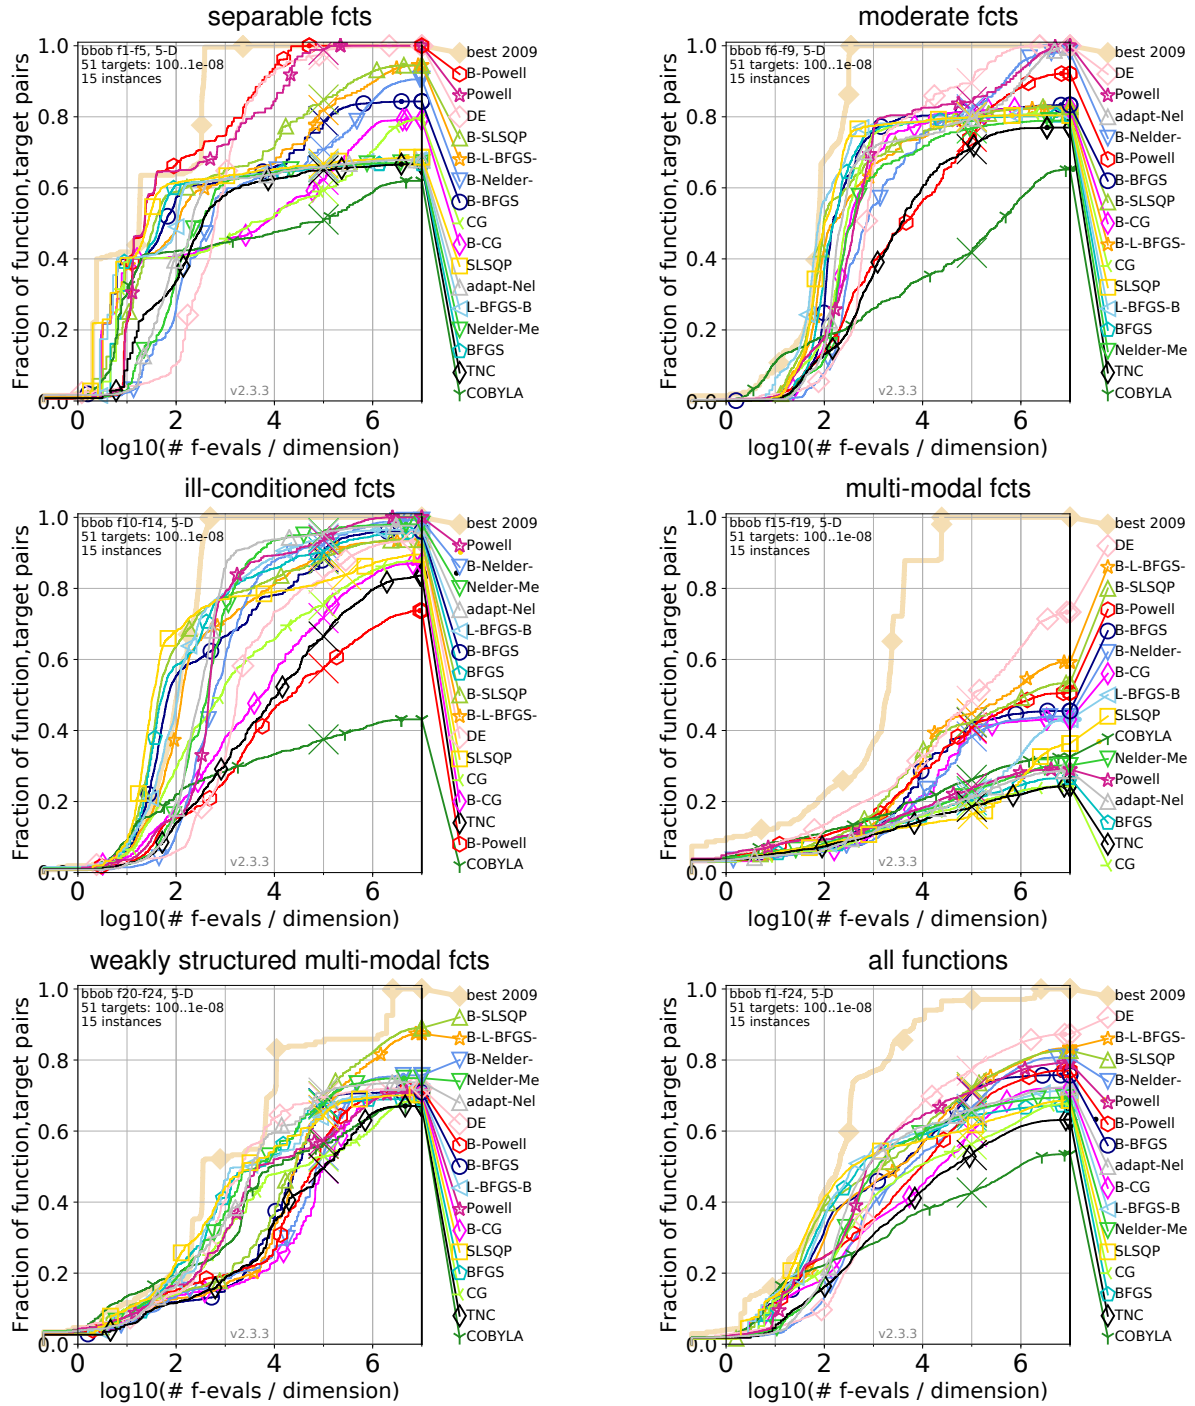 separable fcts
bbob f1-f5, 5-D
51 targets: 100..1e-08
15 instances
1.0
0.8
0.6
0.4
0.2
0.0
Fraction of function,target pairs
0
2
4
6
log10(# f-evals / dimension)
v2.3.3
best 2009
B-Powell
Powell
DE
B-SLSQP
B-L-BFGS-
B-Nelder-
B-BFGS
CG
B-CG
SLSQP
adapt-Nel
L-BFGS-B
Nelder-Me
BFGS
TNC
COBYLA
moderate fcts
bbob f6-f9, 5-D
51 targets: 100..1e-08
15 instances
1.0
0.8
0.6
0.4
0.2
0.0
Fraction of function,target pairs
0
2
4
6
log10(# f-evals / dimension)
v2.3.3
best 2009
DE
Powell
adapt-Nel
B-Nelder-
B-Powell
B-BFGS
B-SLSQP
B-CG
B-L-BFGS-
CG
SLSQP
L-BFGS-B
BFGS
Nelder-Me
TNC
COBYLA
ill-conditioned fcts
bbob f10-f14, 5-D
51 targets: 100..1e-08
15 instances
1.0
0.8
0.6
0.4
0.2
0.0
Fraction of function,target pairs
0
2
4
6
log10(# f-evals / dimension)
v2.3.3
best 2009
Powell
B-Nelder-
Nelder-Me
adapt-Nel
L-BFGS-B
B-BFGS
BFGS
B-SLSQP
B-L-BFGS-
DE
SLSQP
CG
B-CG
TNC
B-Powell
COBYLA
multi-modal fcts
bbob f15-f19, 5-D
51 targets: 100..1e-08
15 instances
1.0
0.8
0.6
0.4
0.2
0.0
Fraction of function,target pairs
0
2
4
6
log10(# f-evals / dimension)
v2.3.3
best 2009
DE
B-L-BFGS-
B-SLSQP
B-Powell
B-BFGS
B-Nelder-
B-CG
L-BFGS-B
SLSQP
COBYLA
Nelder-Me
Powell
adapt-Nel
BFGS
TNC
CG
weakly structured multi-modal fcts
bbob f20-f24, 5-D
51 targets: 100..1e-08
15 instances
1.0
0.8
0.6
0.4
0.2
0.0
Fraction of function,target pairs
0
2
4
6
log10(# f-evals / dimension)
v2.3.3
best 2009
B-SLSQP
B-L-BFGS-
B-Nelder-
Nelder-Me
adapt-Nel
DE
B-Powell
B-BFGS
L-BFGS-B
Powell
B-CG
SLSQP
BFGS
CG
TNC
COBYLA
all functions
bbob f1-f24, 5-D
51 targets: 100..1e-08
15 instances
1.0
0.8
0.6
0.4
0.2
0.0
Fraction of function,target pairs
0
2
4
6
log10(# f-evals / dimension)
v2.3.3
best 2009
DE
B-L-BFGS-
B-SLSQP
B-Nelder-
Powell
B-Powell
B-BFGS
adapt-Nel
B-CG
L-BFGS-B
Nelder-Me
SLSQP
CG
BFGS
TNC
COBYLA